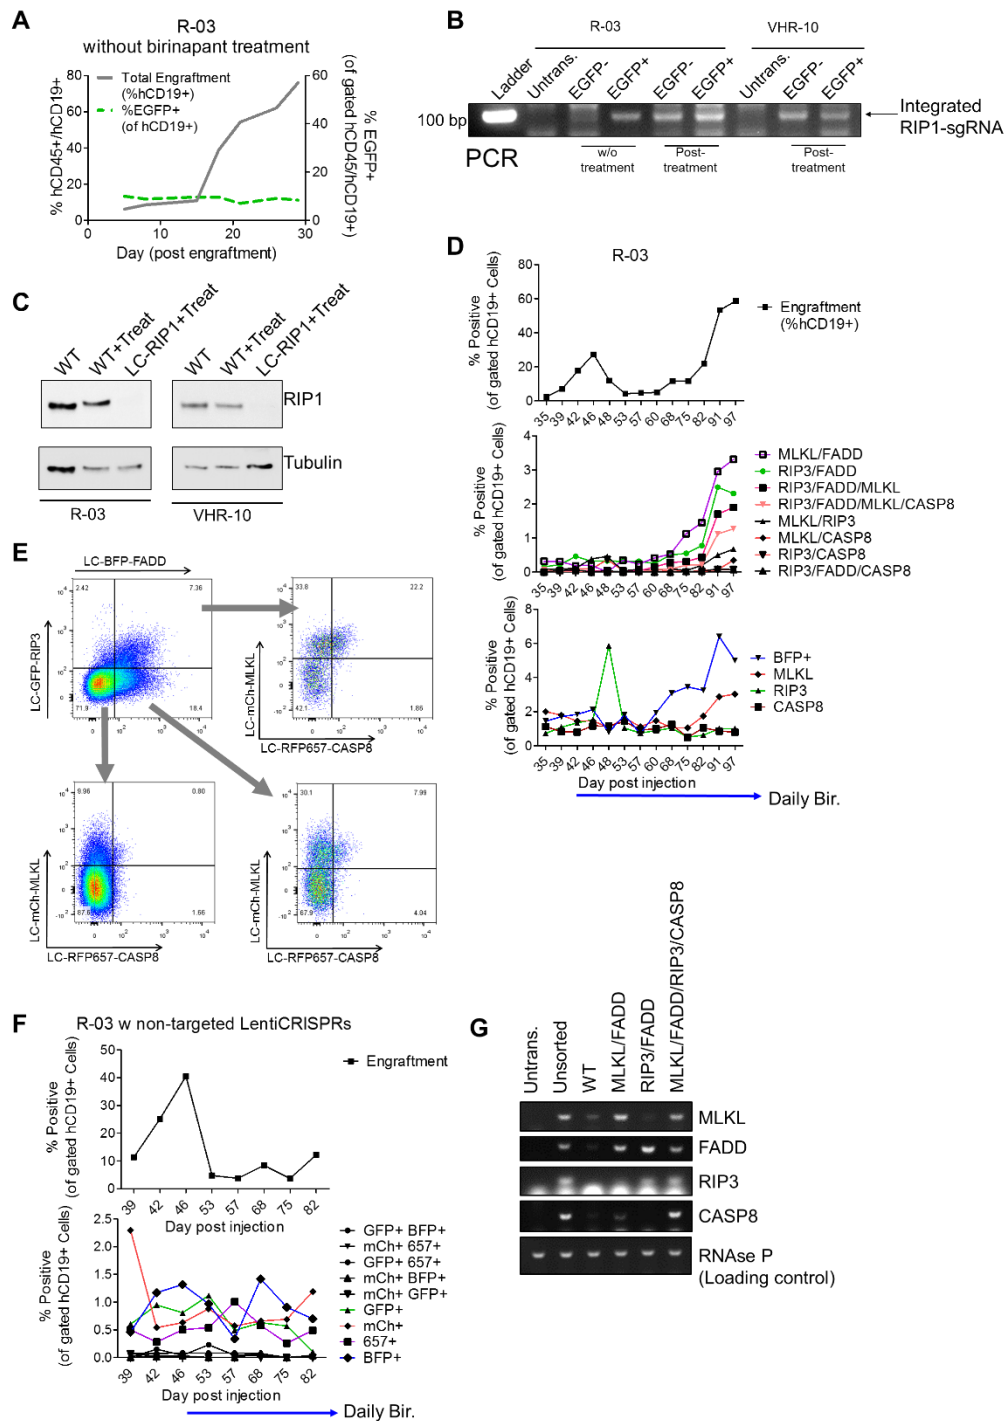 A
R-03
without birinapant treatment
Total Engraftment
(%hCD19+)
%EGFP+
(of hCD19+)
% hCD45+/hCD19+
% EGFP+
(of gated hCD45/hCD19+)
80
60
40
20
0
60
40
20
0
0 10 20 30
Day (post engraftment)
B
R-03
VHR-10
Ladder
Untrans.
EGFP-
EGFP+
EGFP-
EGFP+
Untrans.
EGFP-
EGFP+
100 bp
Integrated
RIP1-sgRNA
PCR
w/o
treatment
Post-
treatment
Post-
treatment
C
WT
WT+Treat
LC-RIP1+Treat
WT
WT+Treat
LC-RIP1+Treat
RIP1
Tubulin
R-03
VHR-10
D
R-03
% Positive
(of gated hCD19+ Cells)
80
60
40
20
0
Engraftment
(%hCD19+)
35 39 42 46 48 53 57 60 68 75 82 91 97
% Positive
(of gated hCD19+ Cells)
4
3
2
1
0
MLKL/FADD
RIP3/FADD
RIP3/FADD/MLKL
RIP3/FADD/MLKL/CASP8
MLKL/RIP3
MLKL/CASP8
RIP3/CASP8
RIP3/FADD/CASP8
35 39 42 46 48 53 57 60 68 75 82 91 97
% Positive
(of gated hCD19+ Cells)
8
6
4
2
0
BFP+
MLKL
RIP3
CASP8
35 39 42 46 48 53 57 60 68 75 82 91 97
Day post injection
Daily Bir.
E
LC-BFP-FADD
LC-GFP-RIP3
2.42 7.36
71.9 18.4
LC-mCh-MLKL
33.8 22.2
42.1 1.86
LC-RFP657-CASP8
LC-mCh-MLKL
9.96 0.80
1.66
LC-RFP657-CASP8
LC-mCh-MLKL
30.1 7.99
67.9 4.04
LC-RFP657-CASP8
F
R-03 w non-targeted LentiCRISPRs
% Positive
(of gated hCD19+ Cells)
50
40
30
20
10
0
Engraftment
39 42 46 53 57 68 75 82
Day post injection
% Positive
(of gated hCD19+ Cells)
2.5
2.0
1.5
1.0
0.5
0.0
GFP+ BFP+
mCh+ 657+
GFP+ 657+
mCh+ BFP+
mCh+ GFP+
GFP+
mCh+
657+
BFP+
39 42 46 53 57 68 75 82
Day post injection
Daily Bir.
G
Untrans.
Unsorted
WT
MLKL/FADD
RIP3/FADD
MLKL/FADD/RIP3/CASP8
MLKL
FADD
RIP3
CASP8
RNAse P
(Loading control)